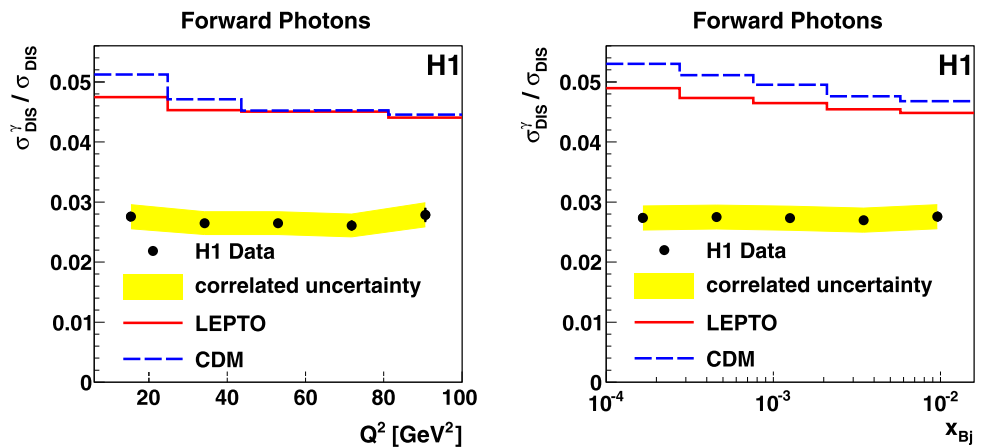 Forward Photons
H1
σ^γ_DIS / σ_DIS
0.05
0.04
0.03
0.02
0.01
0
H1 Data
correlated uncertainty
LEPTO
CDM
20 40 60 80 100
Q² [GeV²]
Forward Photons
H1
σ^γ_DIS / σ_DIS
0.05
0.04
0.03
0.02
0.01
0
H1 Data
correlated uncertainty
LEPTO
CDM
10⁻⁴ 10⁻³ 10⁻²
x_Bj